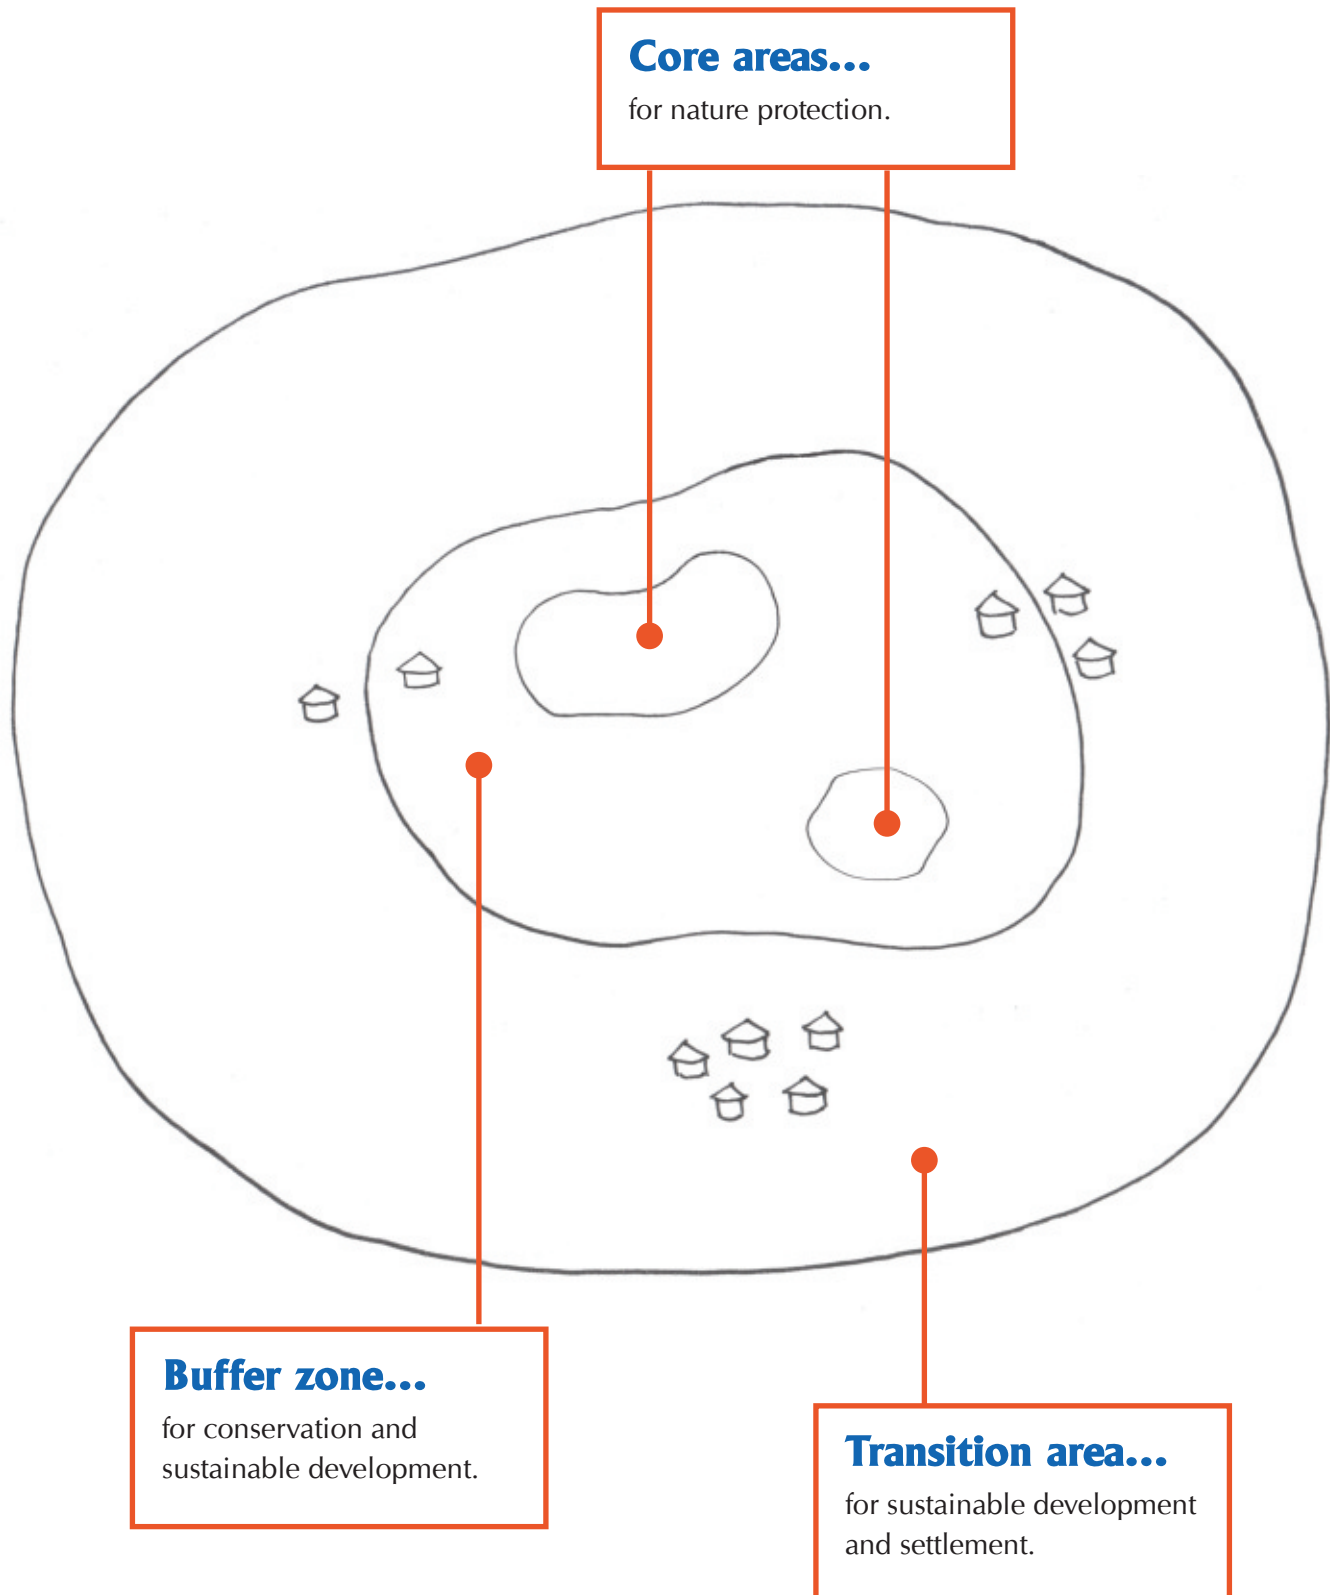 Core areas...
for nature protection.
Buffer zone...
for conservation and
sustainable development.
Transition area...
for sustainable development
and settlement.